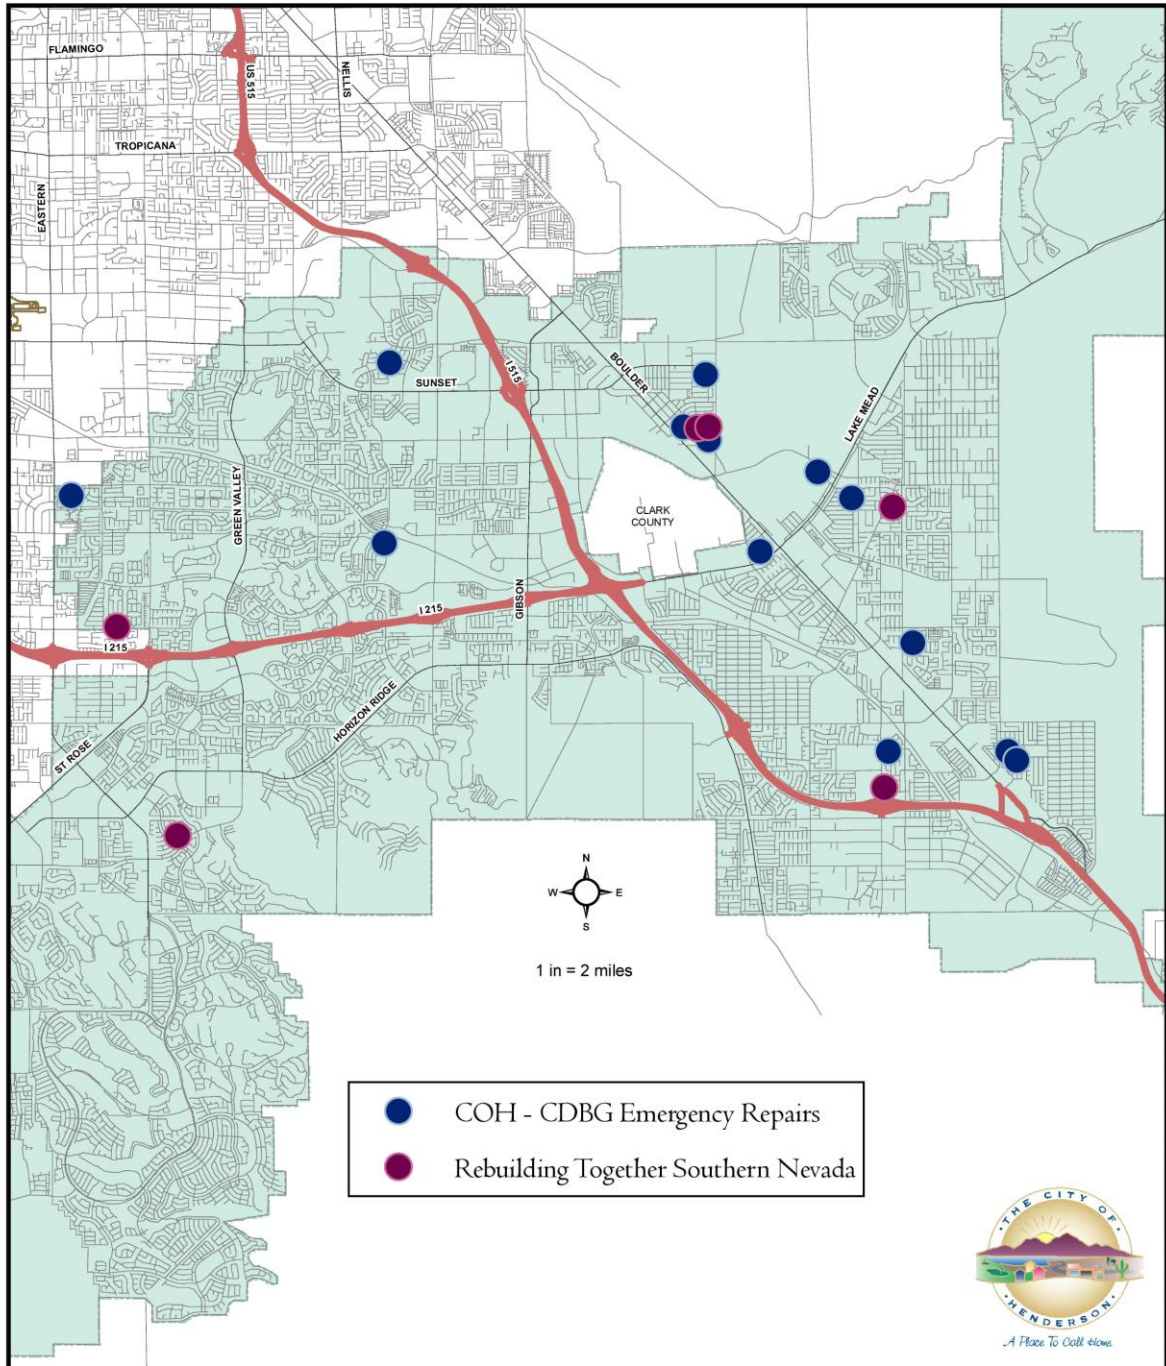 FLAMINGO
US 515
NELLIS
TROPICANA
EASTERN
SUNSET
I 515
BOULDER
LAKE MEAD
GREEN VALLEY
CLARK
COUNTY
GIBSON
I 215
I 215
HORIZON RIDGE
ST ROSE
N
W
E
S
1 in = 2 miles
COH - CDBG Emergency Repairs
Rebuilding Together Southern Nevada
· THE CITY OF ·
HENDERSON
A Place To Call Home